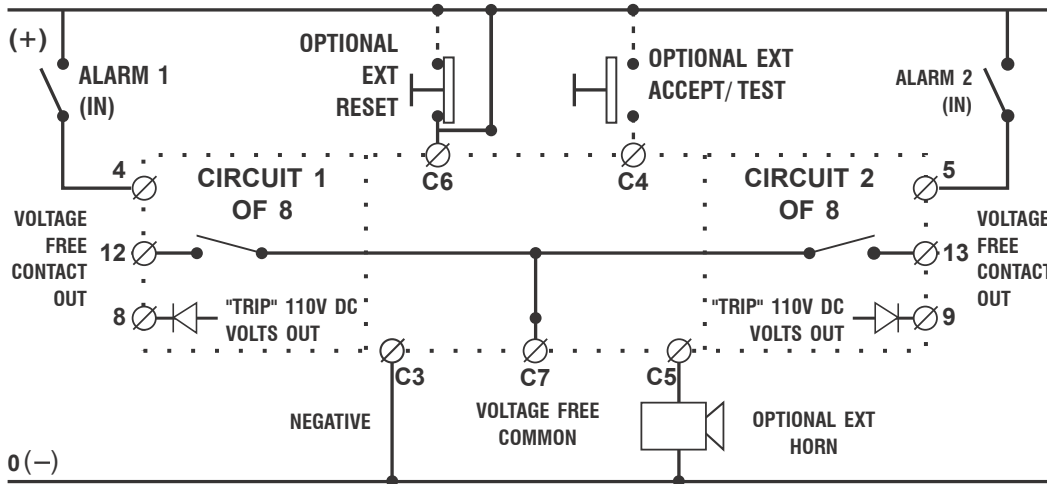 (+)
ALARM 1
(IN)
OPTIONAL
EXT
RESET
OPTIONAL EXT
ACCEPT/ TEST
ALARM 2
(IN)
4
CIRCUIT 1
OF 8
C6
C4
CIRCUIT 2
OF 8
5
VOLTAGE
FREE
CONTACT
OUT
12
13
VOLTAGE
FREE
CONTACT
OUT
8
"TRIP" 110V DC
VOLTS OUT
"TRIP" 110V DC
VOLTS OUT
9
C3
C7
C5
NEGATIVE
VOLTAGE FREE
COMMON
OPTIONAL EXT
HORN
0 (–)